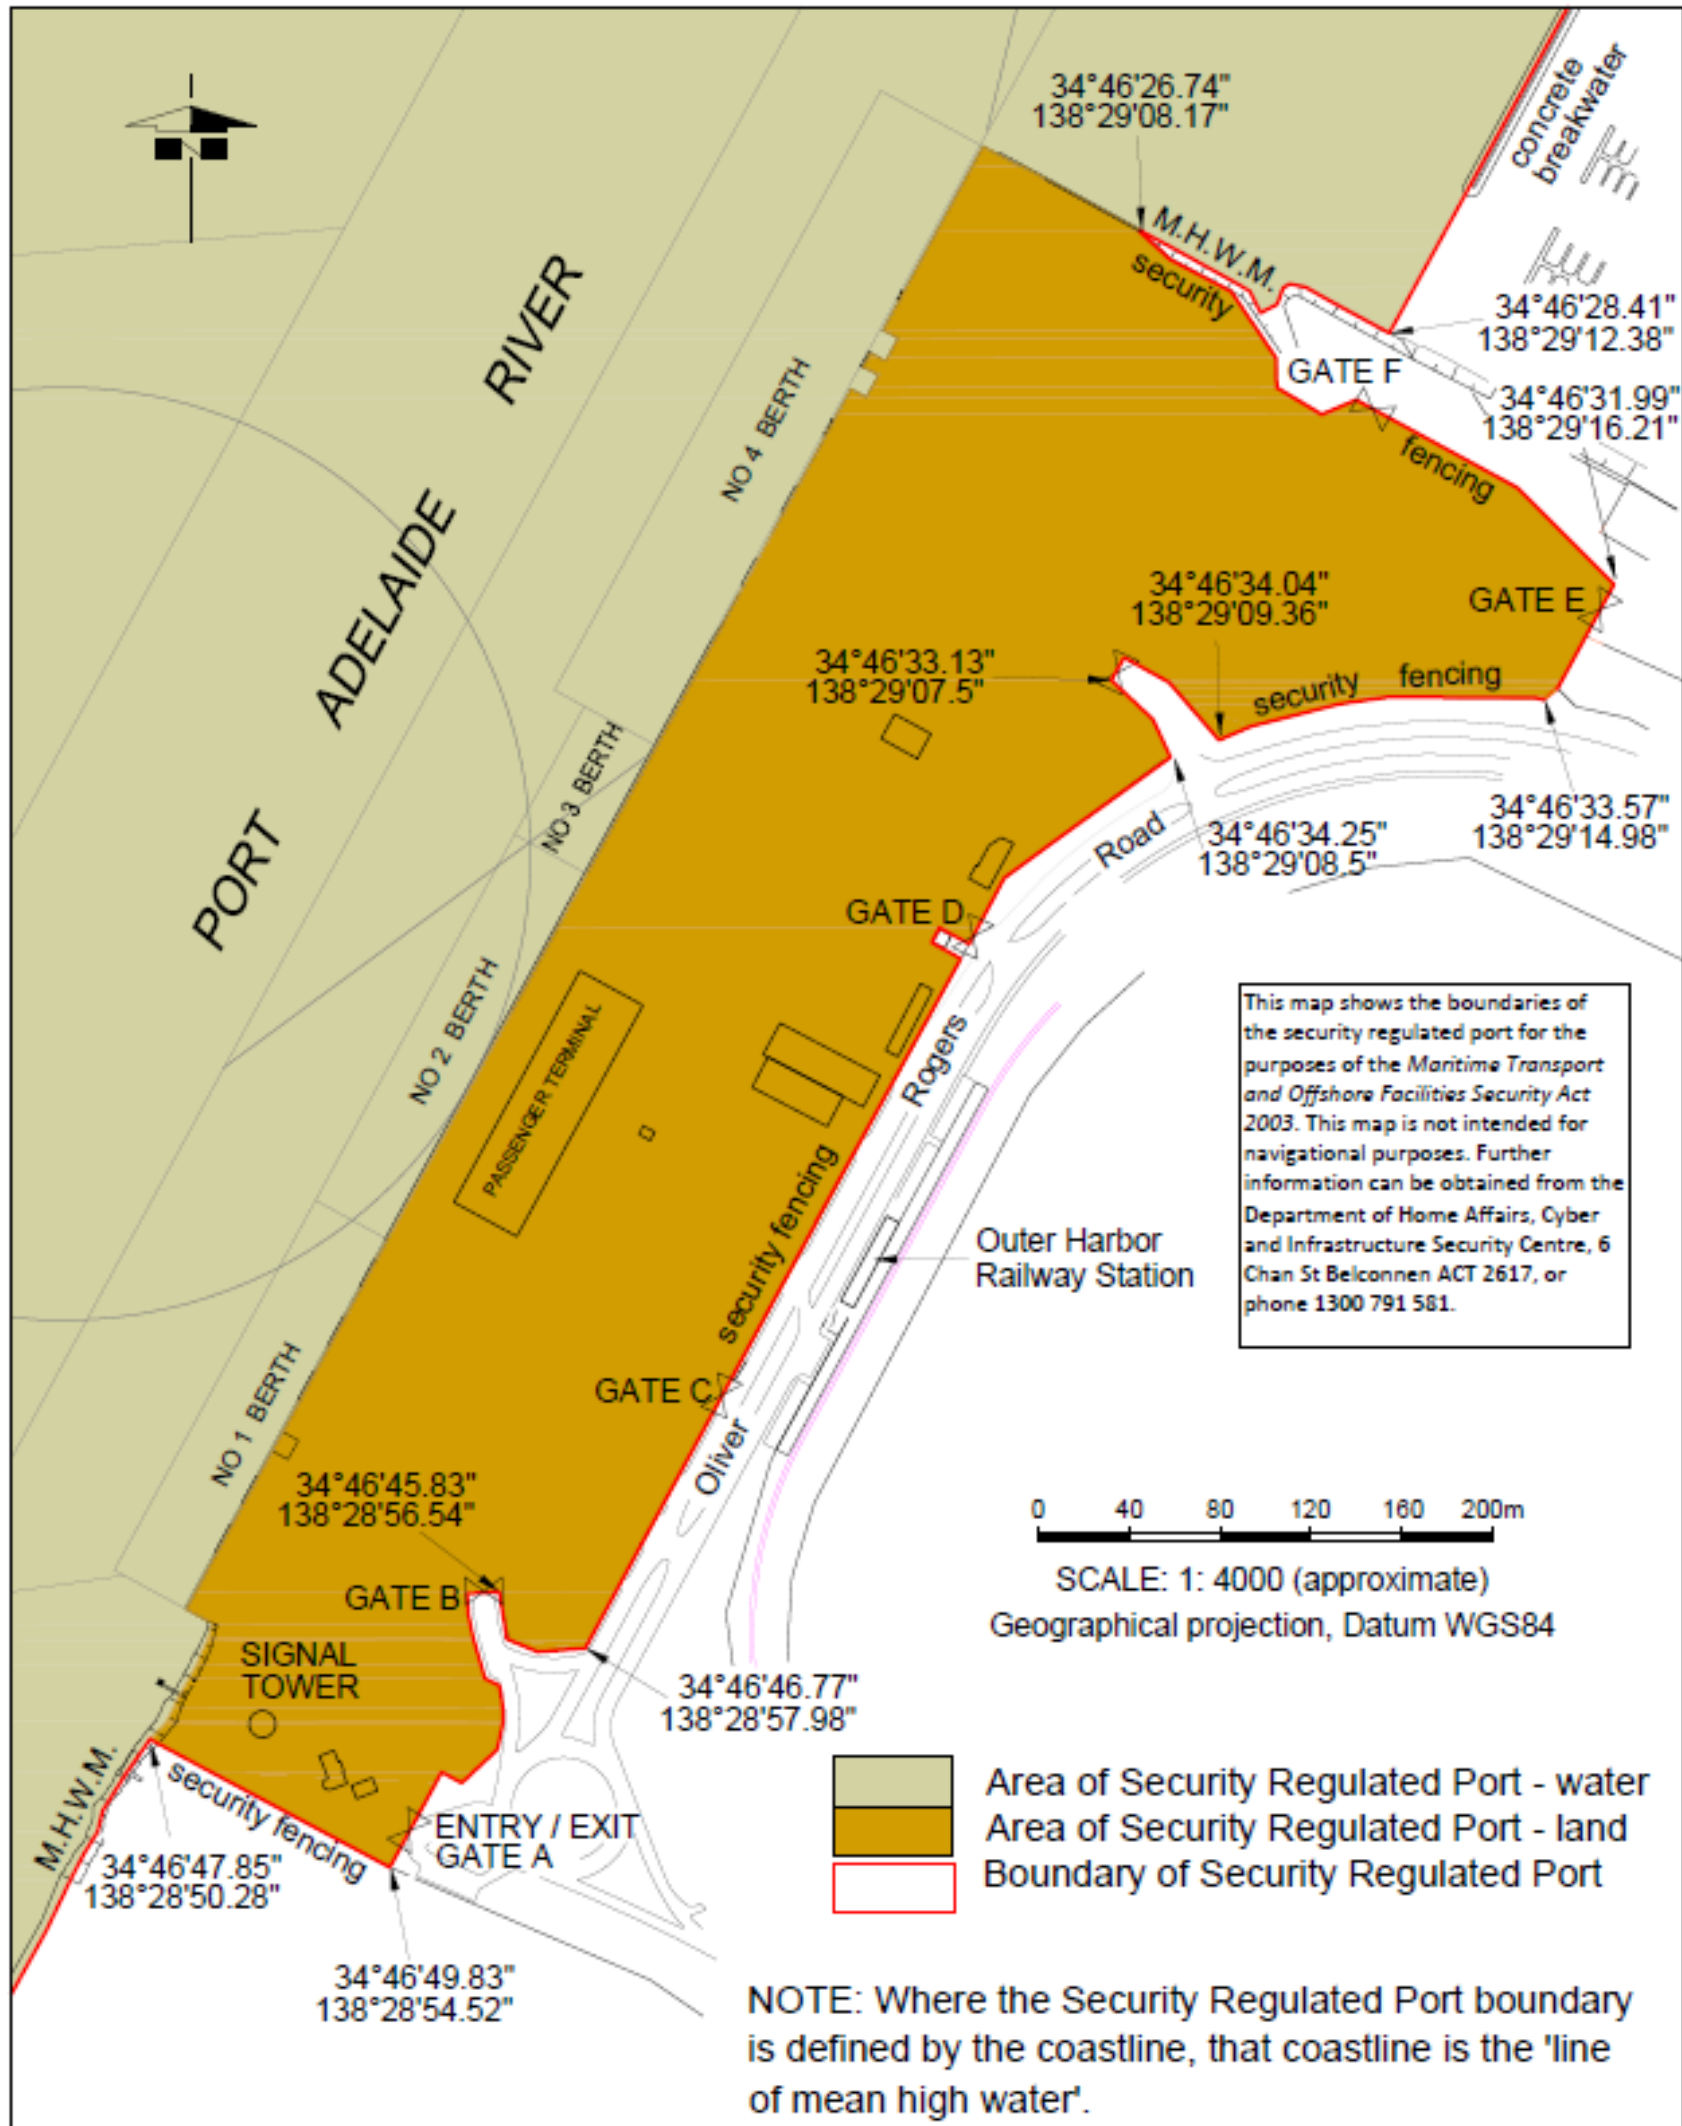 34°46'26.74"
138°29'08.17"
concrete
breakwater
M.H.W.M.
security
34°46'28.41"
138°29'12.38"
GATE F
34°46'31.99"
138°29'16.21"
fencing
RIVER
NO 4 BERTH
ADELAIDE
34°46'34.04"
138°29'09.36"
GATE E
34°46'33.13"
138°29'07.5"
security fencing
NO 3 BERTH
34°46'33.57"
138°29'14.98"
34°46'34.25"
138°29'08.5"
Road
PORT
GATE D
NO 2 BERTH
PASSENGER TERMINAL
Rogers
This map shows the boundaries of
the security regulated port for the
purposes of the Maritime Transport
and Offshore Facilities Security Act
2003. This map is not intended for
navigational purposes. Further
information can be obtained from the
Department of Home Affairs, Cyber
and Infrastructure Security Centre, 6
Chan St Belconnen ACT 2617, or
phone 1300 791 581.
security fencing
Outer Harbor
Railway Station
GATE C
NO 1 BERTH
Oliver
34°46'45.83"
138°28'56.54"
0 40 80 120 160 200m
SCALE: 1: 4000 (approximate)
Geographical projection, Datum WGS84
GATE B
SIGNAL
TOWER
34°46'46.77"
138°28'57.98"
M.H.W.M.
security fencing
ENTRY / EXIT
GATE A
34°46'47.85"
138°28'50.28"
Area of Security Regulated Port - water
Area of Security Regulated Port - land
Boundary of Security Regulated Port
34°46'49.83"
138°28'54.52"
NOTE: Where the Security Regulated Port boundary
is defined by the coastline, that coastline is the 'line
of mean high water'.